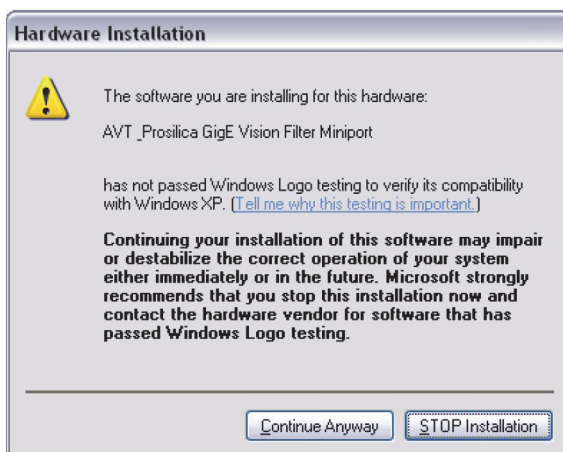 Hardware Installation
The software you are installing for this hardware:
AVT _Prosilica GigE Vision Filter Miniport
has not passed Windows Logo testing to verify its compatibility
with Windows XP. (Tell me why this testing is important.)
Continuing your installation of this software may impair
or destabilize the correct operation of your system
either immediately or in the future. Microsoft strongly
recommends that you stop this installation now and
contact the hardware vendor for software that has
passed Windows Logo testing.
Continue Anyway
STOP Installation